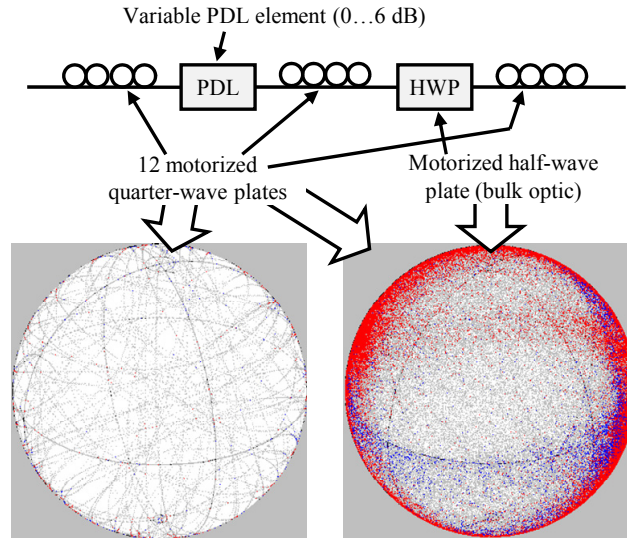 Variable PDL element (0…6 dB)
PDL
HWP
12 motorized
quarter-wave plates
Motorized half-wave
plate (bulk optic)